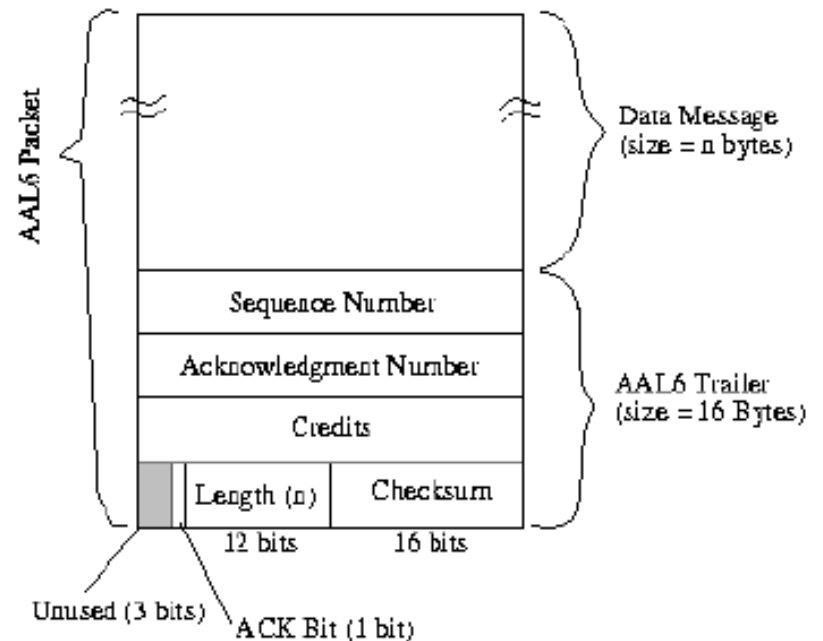 AAL6 Packet
Data Message
(size = n bytes)
Sequence Number
Acknowledgment Number
AAL6 Trailer
(size = 16 Bytes)
Credits
Length (n)
Checksum
12 bits
16 bits
Unused (3 bits)
ACK Bit (1 bit)